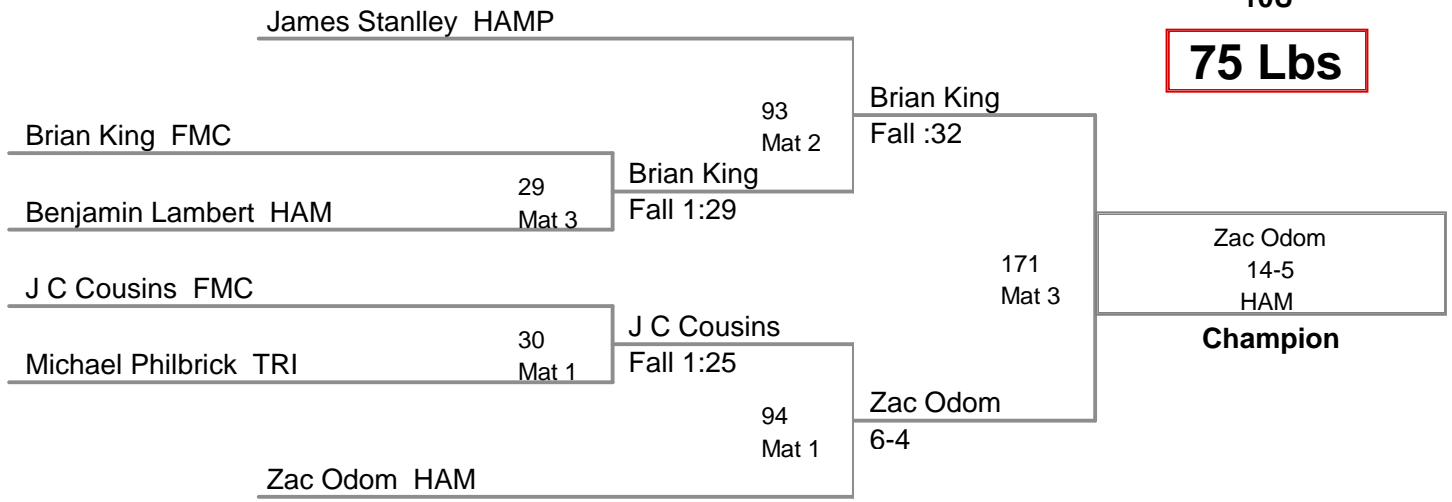 10U
75 Lbs
James Stanlley HAMP
93
Mat 2
Brian King
Fall :32
Brian King FMC
29
Mat 3
Brian King
Fall 1:29
Benjamin Lambert HAM
171
Mat 3
Zac Odom
14-5
HAM
Champion
J C Cousins FMC
30
Mat 1
J C Cousins
Fall 1:25
Michael Philbrick TRI
94
Mat 1
Zac Odom
6-4
Zac Odom HAM